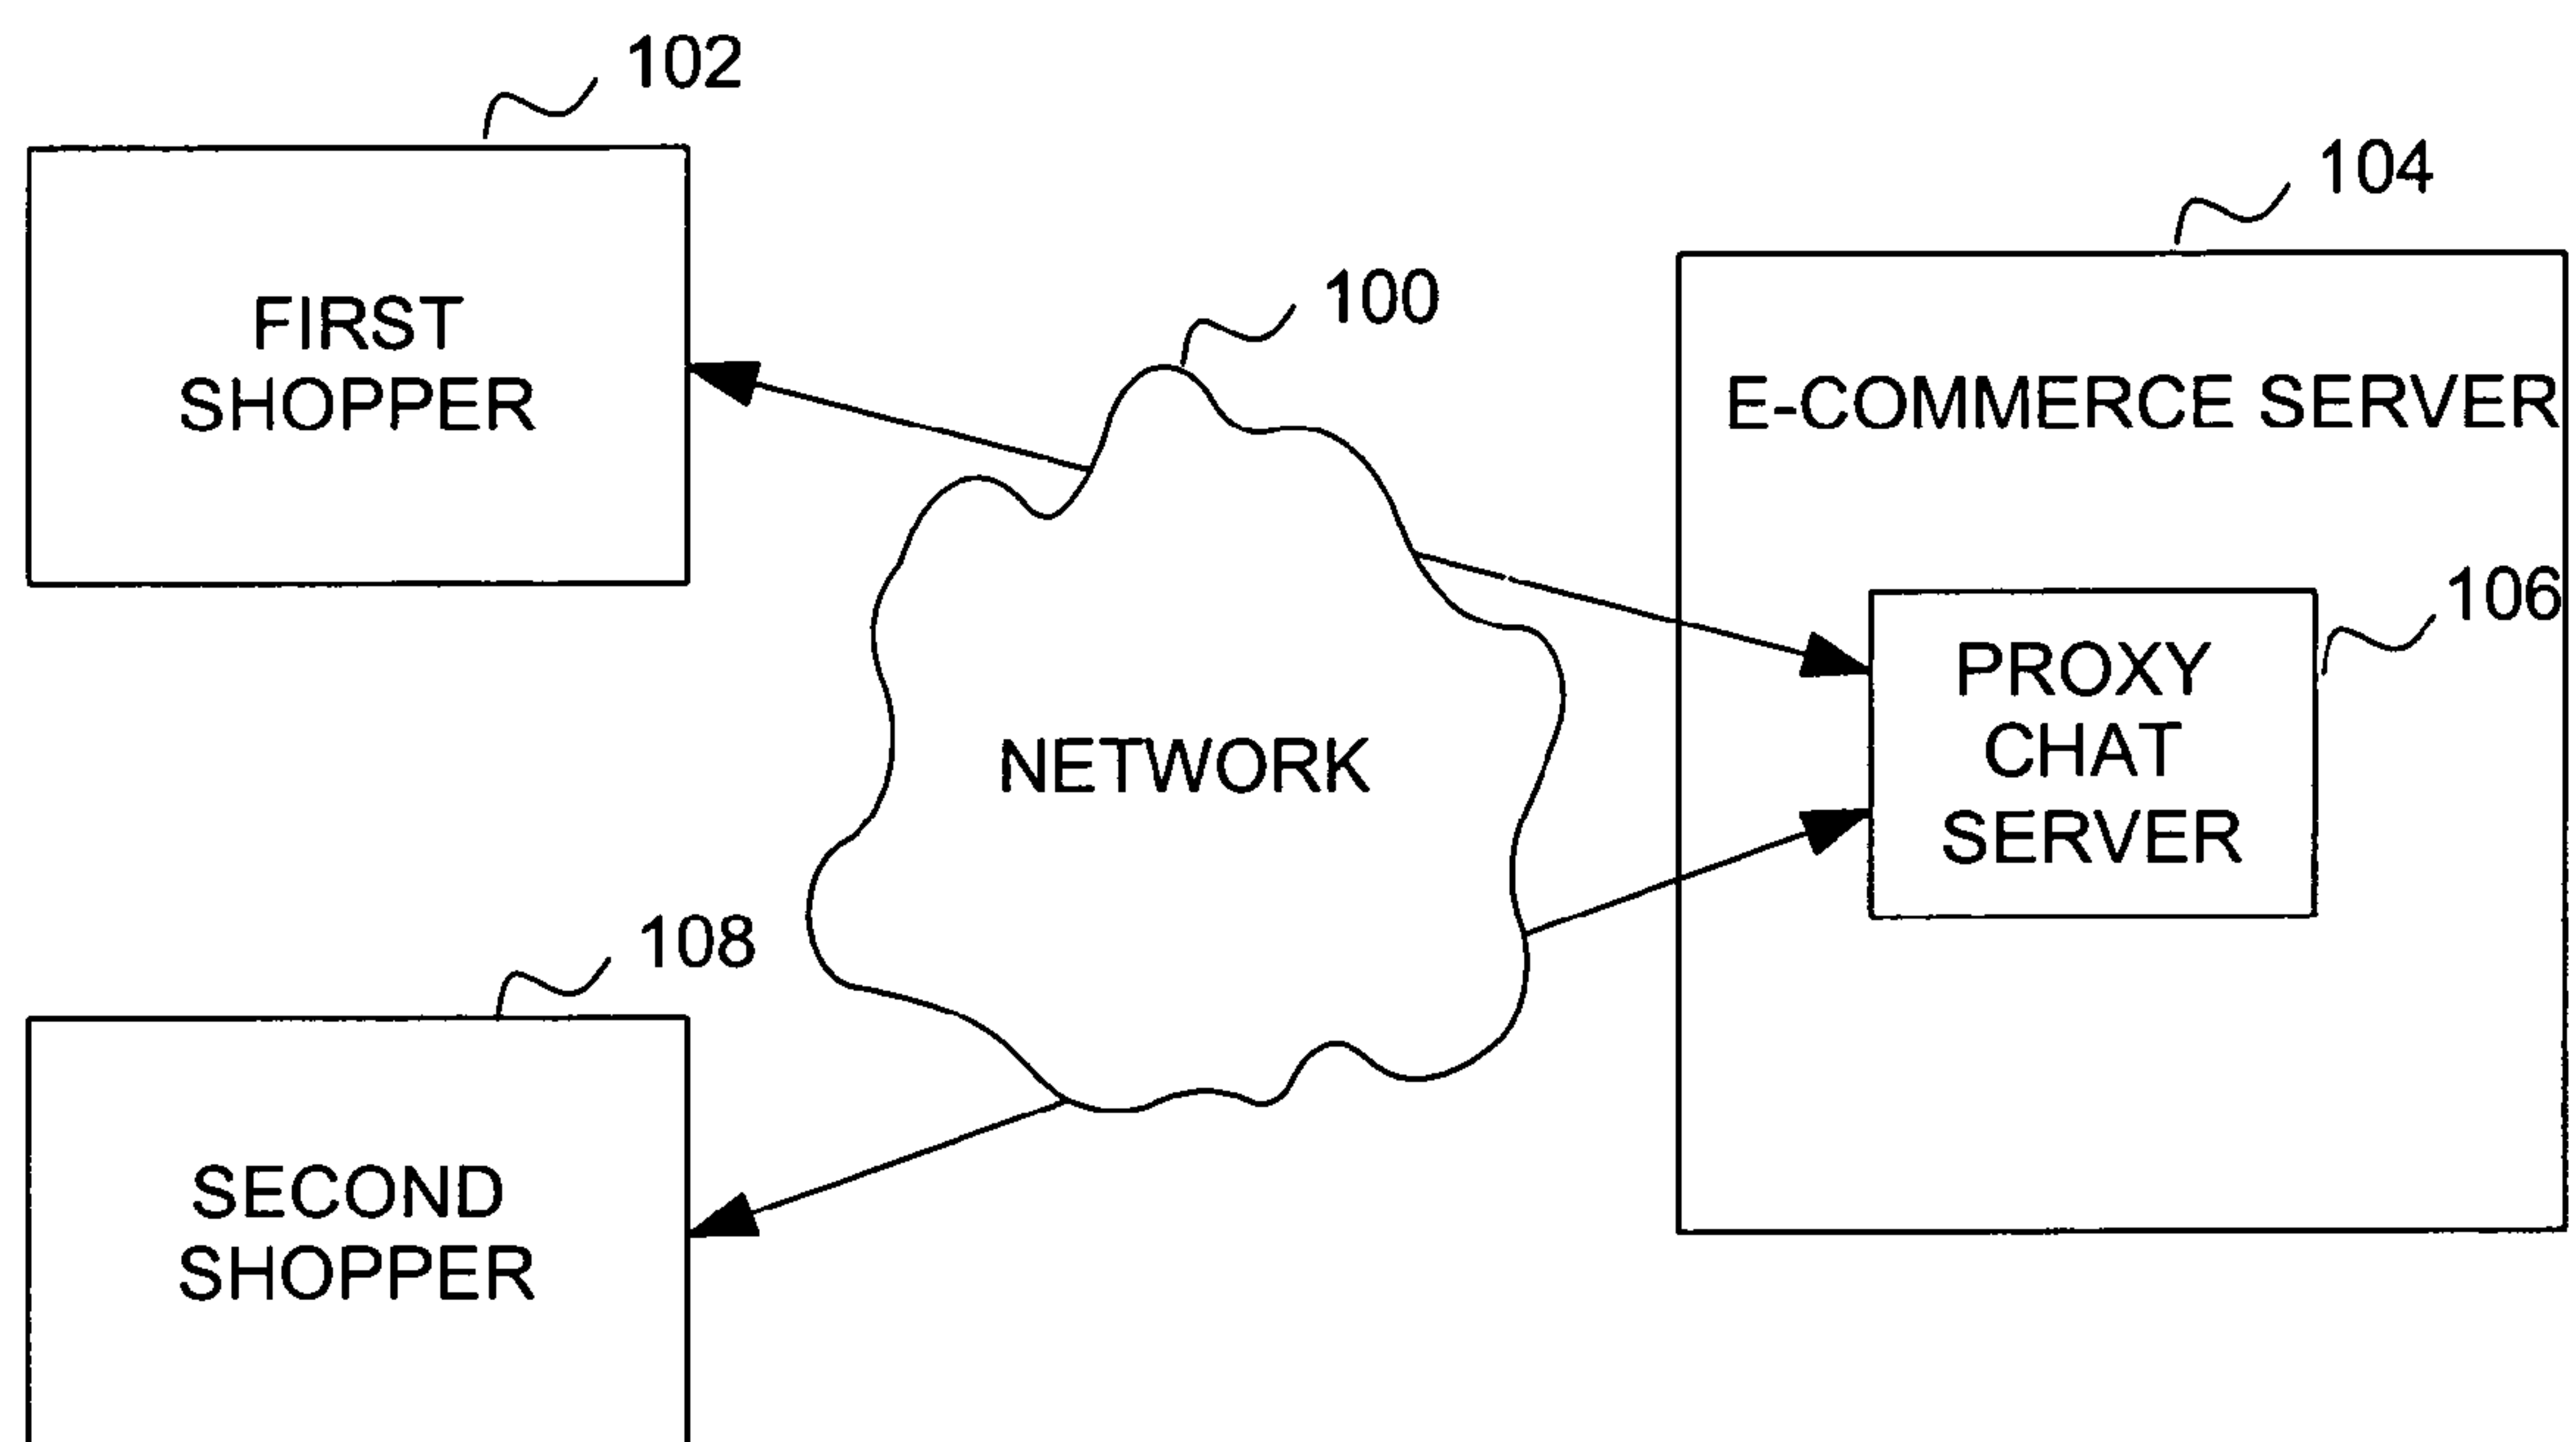 102
FIRST
SHOPPER
104
E-COMMERCE SERVER
100
NETWORK
106
PROXY
CHAT
SERVER
108
SECOND
SHOPPER